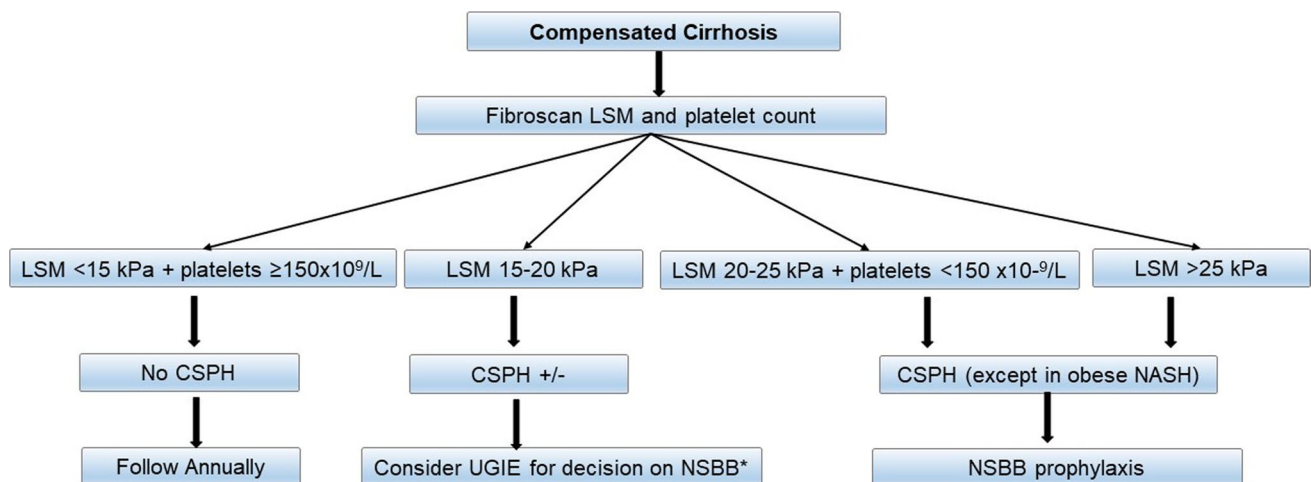 Compensated Cirrhosis
Fibroscan LSM and platelet count
LSM <15 kPa + platelets ≥150x10⁹/L
LSM 15-20 kPa
LSM 20-25 kPa + platelets <150 x10-⁹/L
LSM >25 kPa
No CSPH
CSPH +/-
CSPH (except in obese NASH)
Follow Annually
Consider UGIE for decision on NSBB*
NSBB prophylaxis